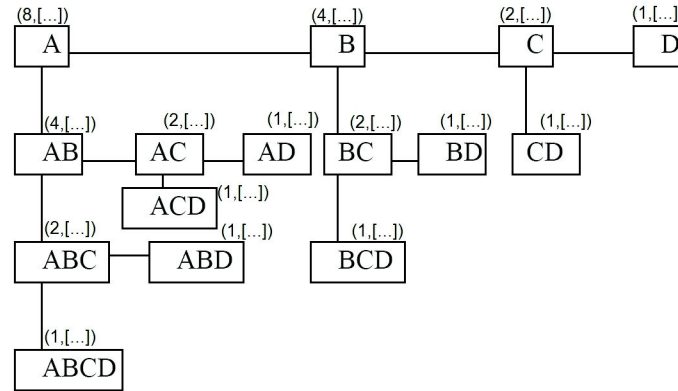 (8,[...]) (4,[...]) (2,[...]) (1,[...
A B C D
(4,[...]) (2,[...]) (1,[...]) (2,[...]) (1,[...]) (1,[...])
AB AC AD BC BD CD
(1,[...])
ACD
(2,[...]) (1,[...]) (1,[...])
ABC ABD BCD
(1,[...])
ABCD